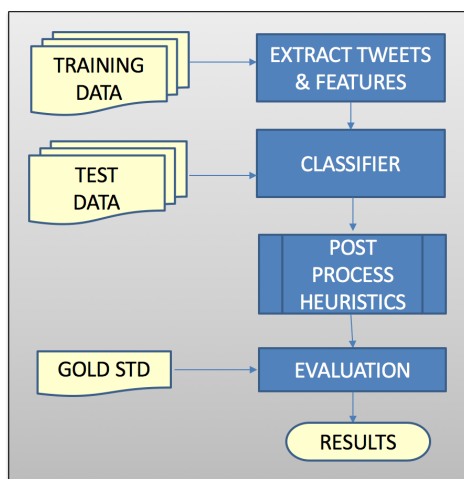 TRAINING
DATA
EXTRACT TWEETS
& FEATURES
TEST
DATA
CLASSIFIER
POST
PROCESS
HEURISTICS
GOLD STD
EVALUATION
RESULTS